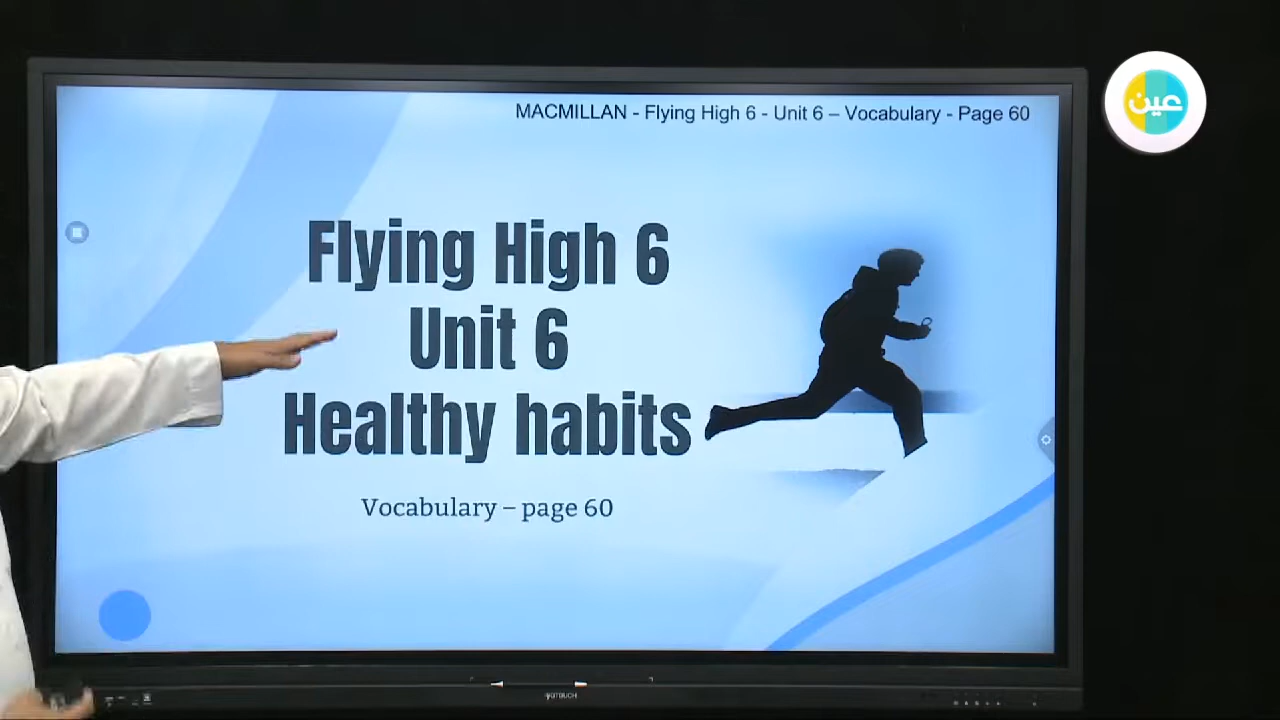 MACMILLAN - Flying High 6 - Unit 6 – Vocabulary - Page 60
عين
Flying High 6
Unit 6
Healthy habits
Vocabulary – page 60